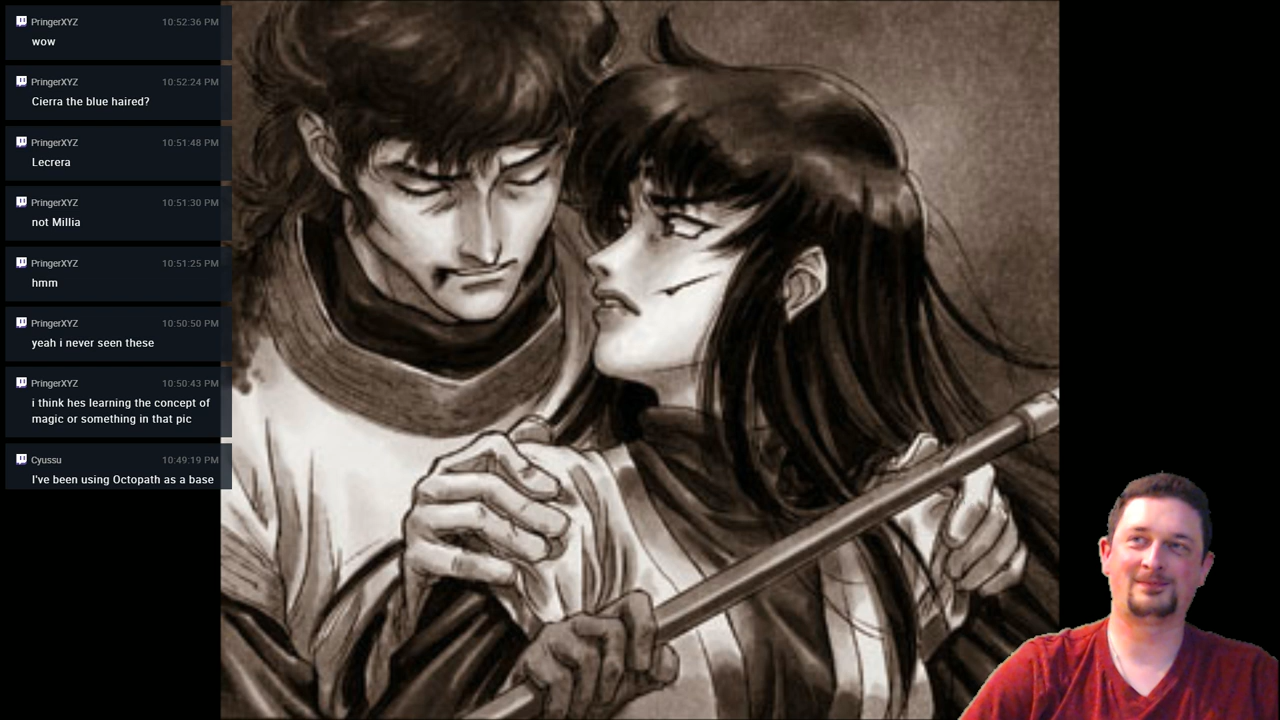 PringerXYZ 10:52:36 PM
wow
PringerXYZ 10:52:24 PM
Cierra the blue haired?
PringerXYZ 10:51:48 PM
Lecrera
PringerXYZ 10:51:30 PM
not Millia
PringerXYZ 10:51:25 PM
hmm
PringerXYZ 10:50:50 PM
yeah i never seen these
PringerXYZ 10:50:43 PM
i think hes learning the concept of
magic or something in that pic
Cyussu 10:49:19 PM
I've been using Octopath as a base